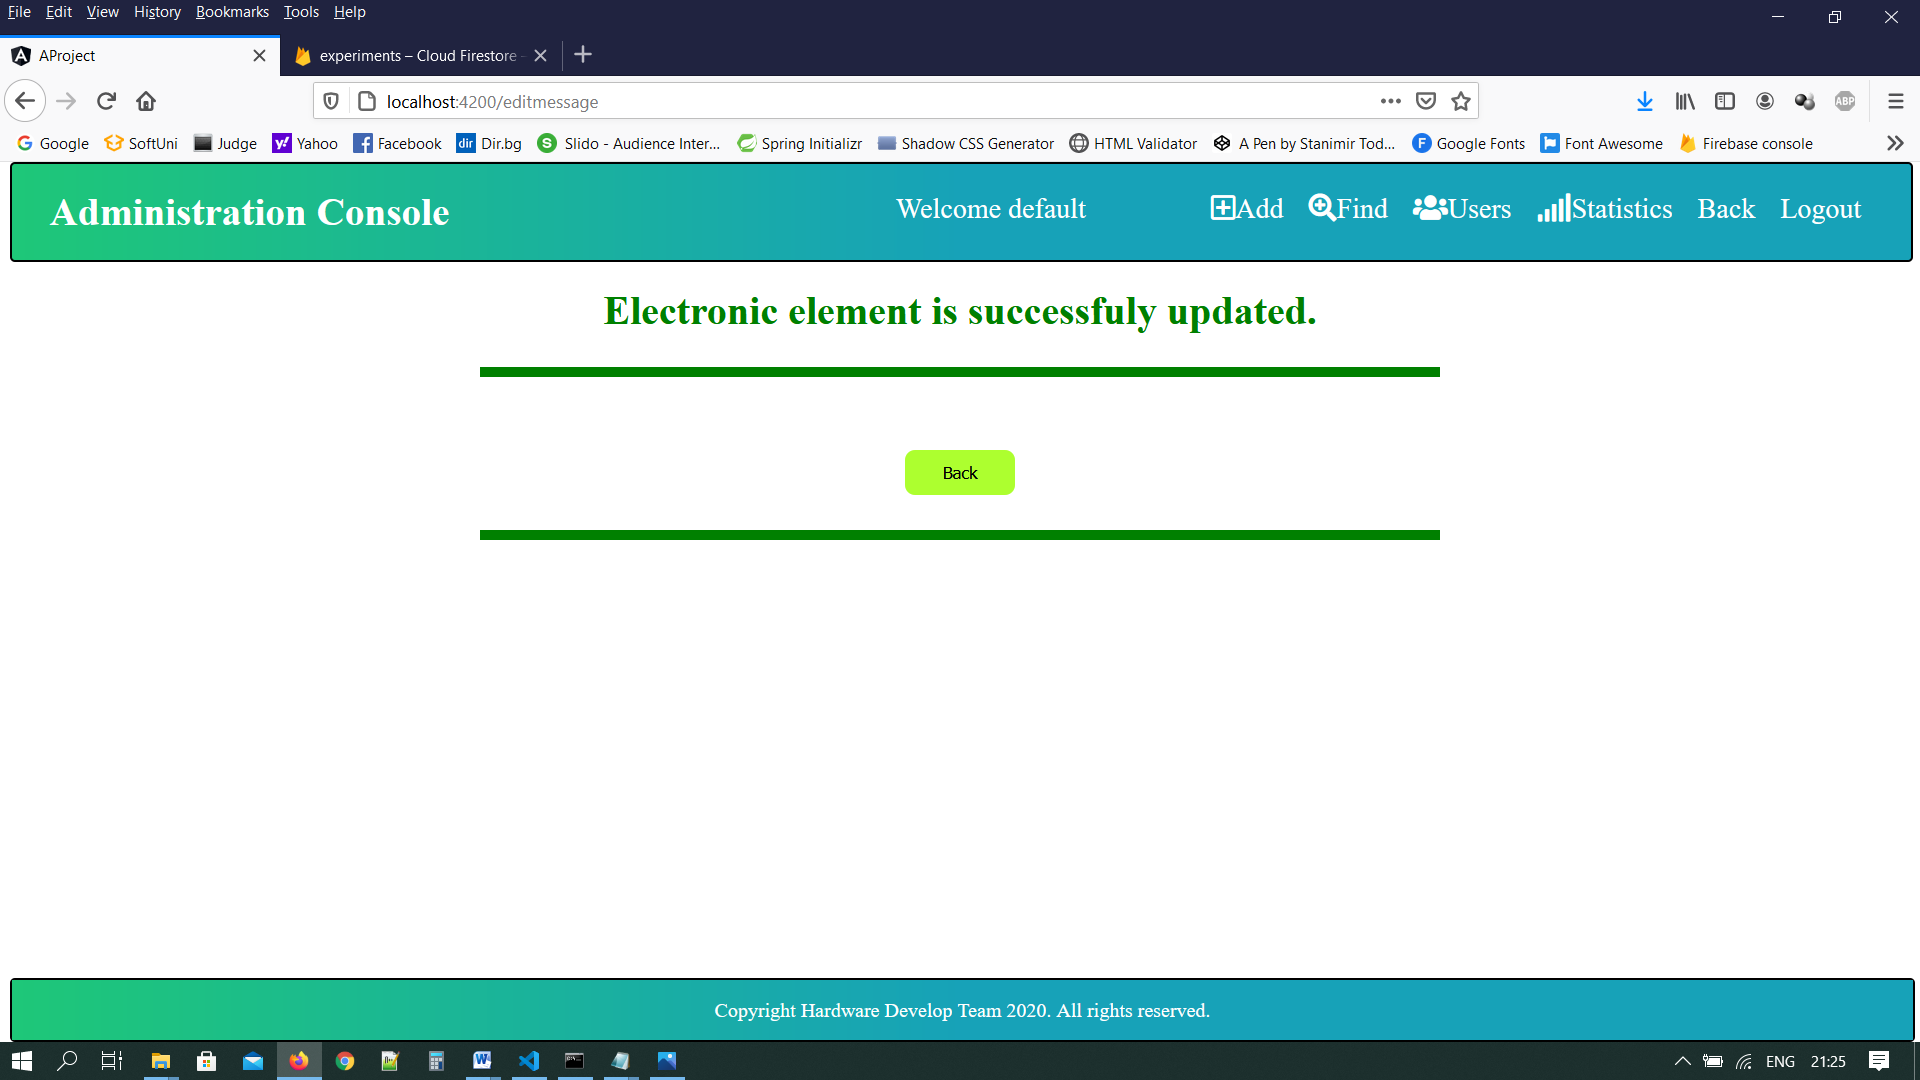 File Edit View History Bookmarks Tools Help
AProject
experiments – Cloud Firestore -
localhost:4200/editmessage
ABP
Google SoftUni Judge Yahoo Facebook dir Dir.bg S Slido - Audience Inter... Spring Initializr Shadow CSS Generator HTML Validator A Pen by Stanimir Tod... F Google Fonts Font Awesome Firebase console
Administration Console
Welcome default
Add Find Users Statistics Back Logout
Electronic element is successfuly updated.
Back
Copyright Hardware Develop Team 2020. All rights reserved.
ENG 21:25